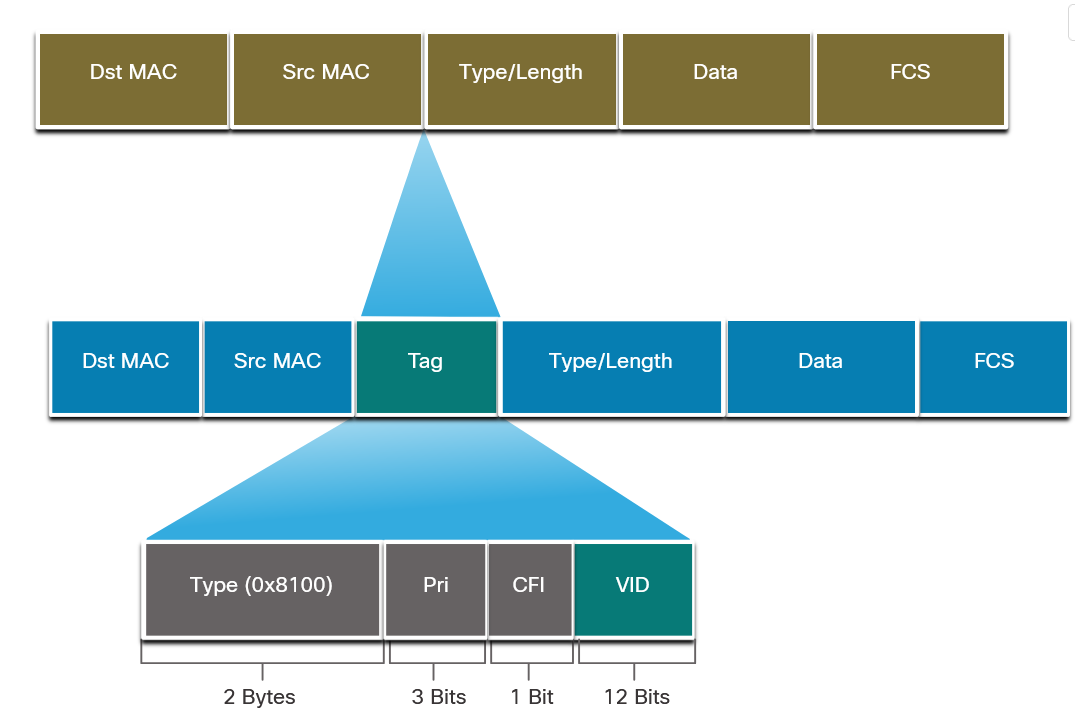 Dst MAC
Src MAC
Type/Length
Data
FCS
Dst MAC
Src MAC
Tag
Type/Length
Data
FCS
Type (0x8100)
Pri
CFI
VID
2 Bytes
3 Bits
1 Bit
12 Bits